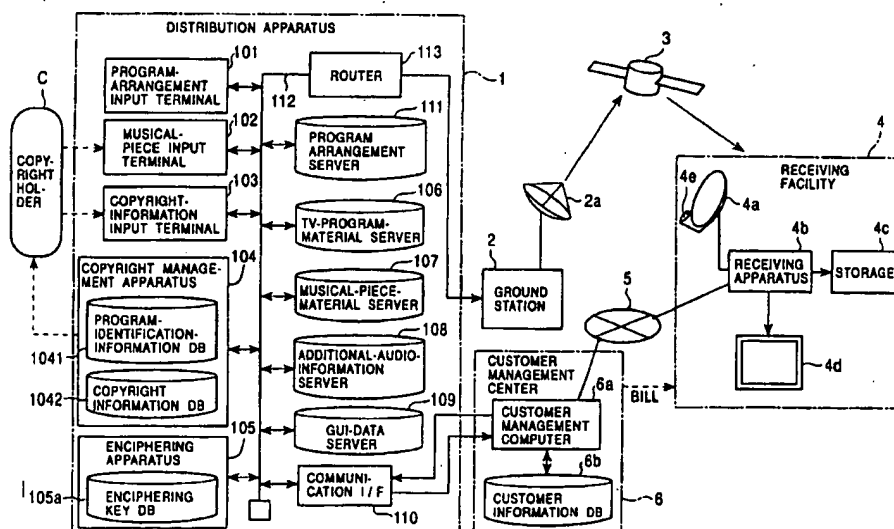 DISTRIBUTION APPARATUS
101
PROGRAM-
ARRANGEMENT
INPUT TERMINAL
113
ROUTER
112
1
3
C
COPY-
RIGHT
HOL-
DER
102
MUSICAL-
PIECE INPUT
TERMINAL
111
PROGRAM
ARRANGEMENT
SERVER
103
COPYRIGHT-
INFORMATION
INPUT TERMINAL
106
TV-PROGRAM-
MATERIAL SERVER
2a
4
RECEIVING
FACILITY
4e
4a
4b
RECEIVING
APPARATUS
4c
STORAGE
4d
104
COPYRIGHT MANAGE-
MENT APPARATUS
PROGRAM-
IDENTIFICATION-
INFORMATION DB
1041
COPYRIGHT
INFORMATION DB
1042
107
MUSICAL-PIECE-
MATERIAL SERVER
2
GROUND
STATION
5
108
ADDITIONAL-AUDIO-
INFORMATION
SERVER
109
GUI-DATA
SERVER
CUSTOMER
MANAGEMENT
CENTER
6a
CUSTOMER
MANAGEMENT
COMPUTER
BILL
105
ENCIPHERING
APPARATUS
105a
ENCIPHERING
KEY DB
COMMUNI-
CATION I/F
110
6b
CUSTOMER
INFORMATION DB
6